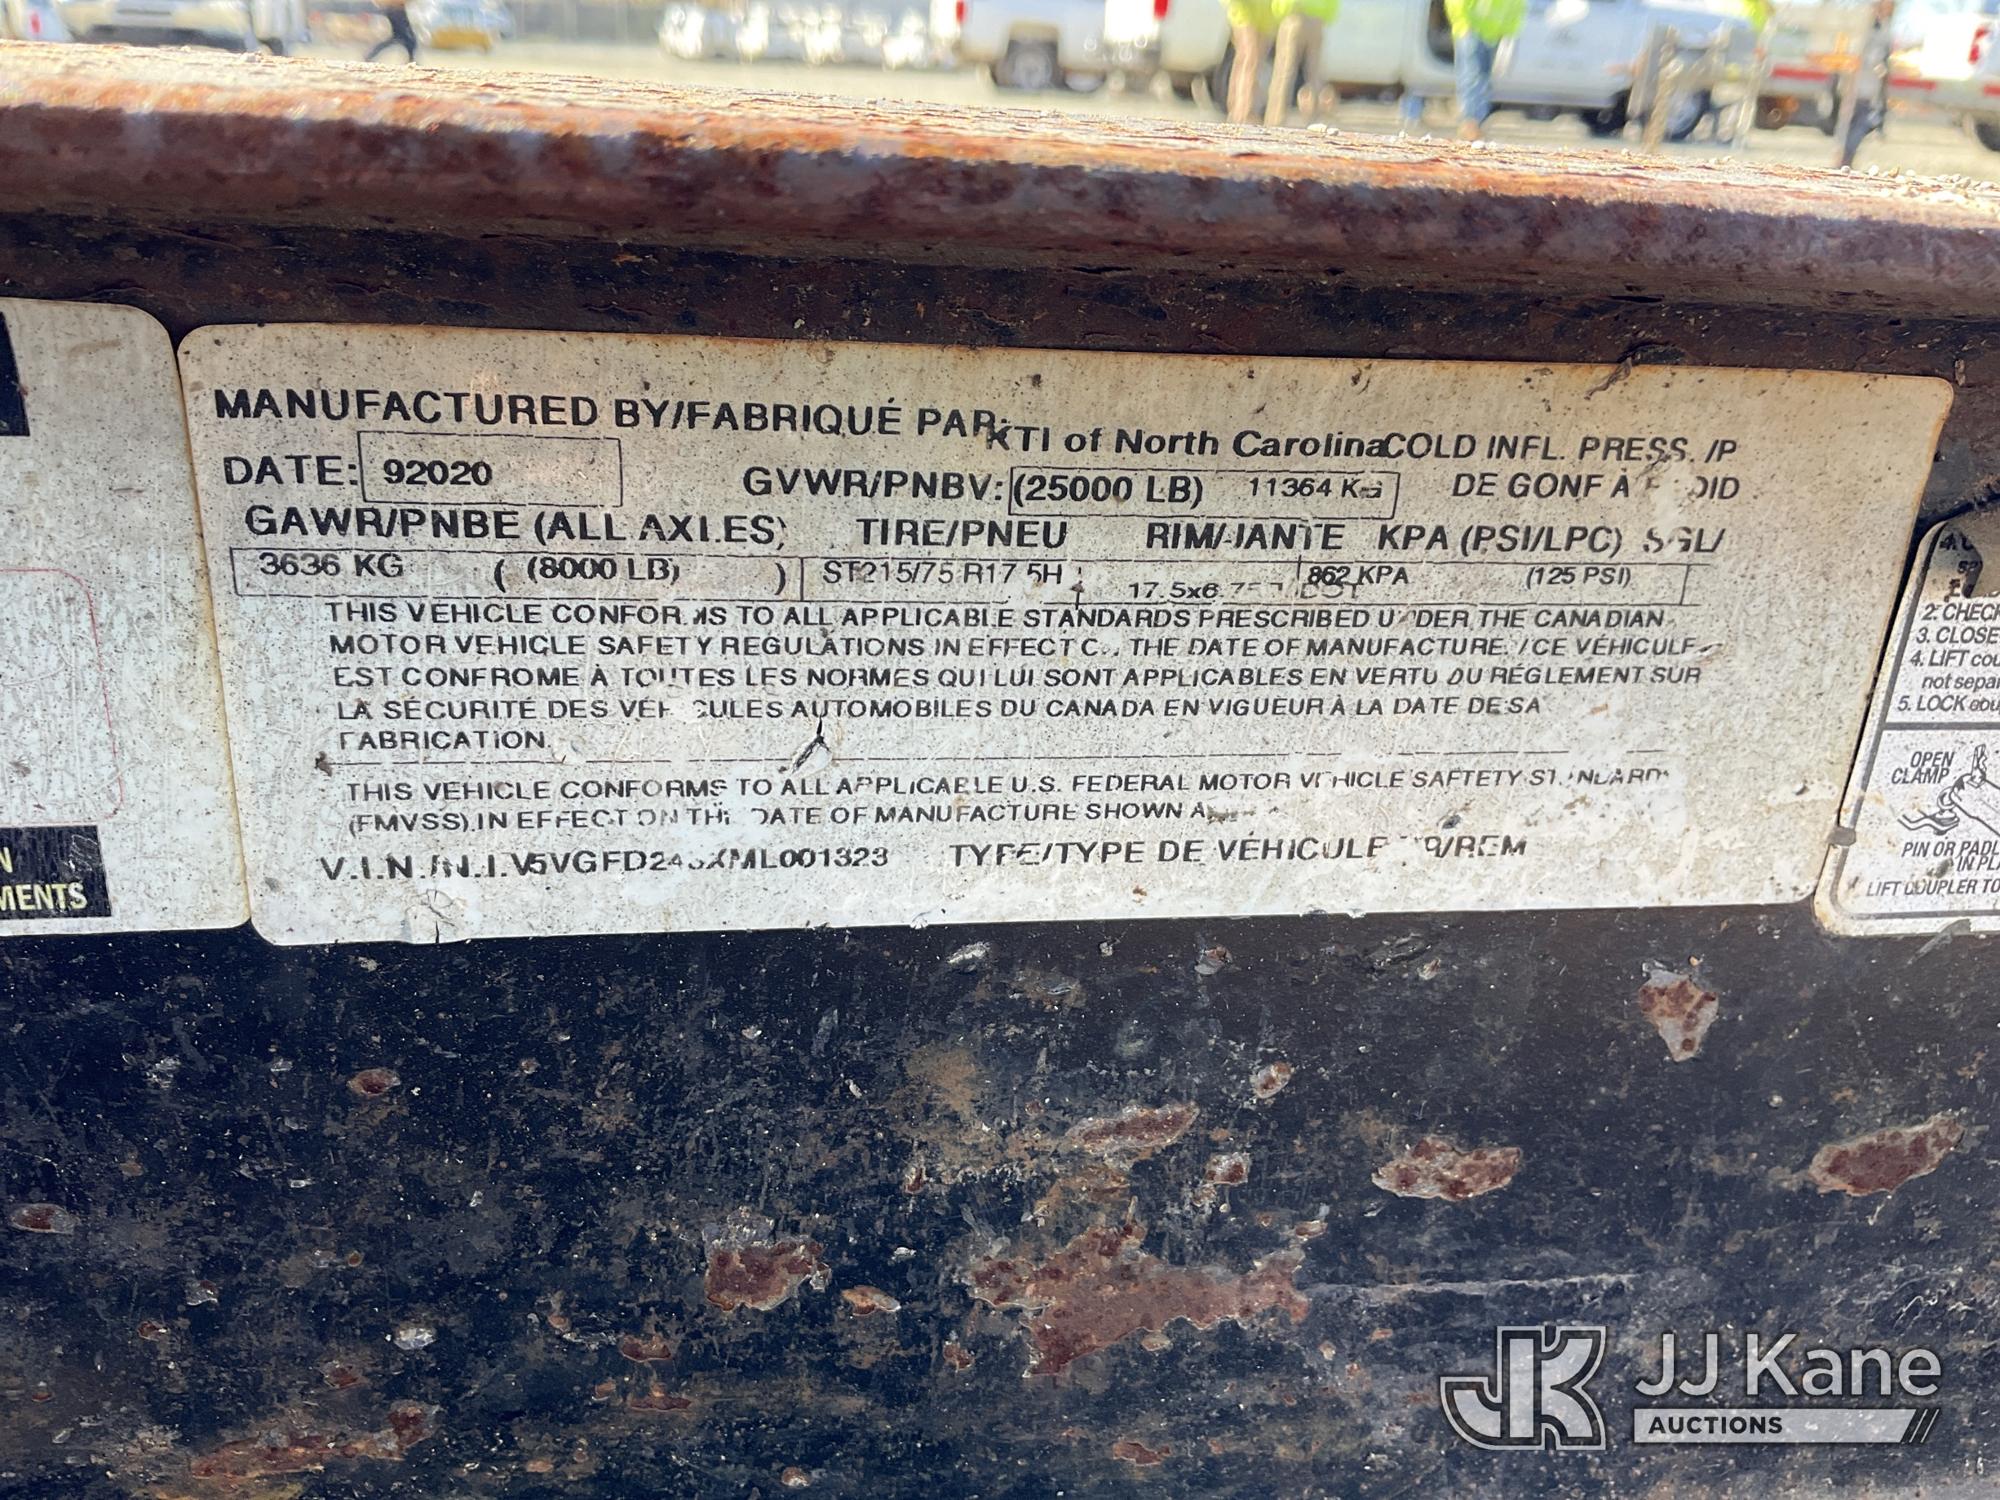 MANUFACTURED BY/FABRIQUÉ PAR: KTI of North Carolina COLD INFL. PRESS. /P
DATE: 92020 GVWR/PNBV: (25000 LB) 11364 KG DE GONF À
GAWR/PNBE (ALL AXLES) TIRE/PNEU RIM/JANTE KPA (PSI/LPC) SGL/
3636 KG ( (8000 LB) ) ST215/75 R17.5H 862 KPA (125 PSI)
THIS VEHICLE CONFORMS TO ALL APPLICABLE STANDARDS PRESCRIBED UNDER THE CANADIAN
MOTOR VEHICLE SAFETY REGULATIONS IN EFFECT THE DATE OF MANUFACTURE. / CE VÉHICULE
EST CONFROME À TOUTES LES NORMES QUI LUI SONT APPLICABLES EN VERTU DU RÉGLEMENT SUR
LA SÉCURITÉ DES VÉHICULES AUTOMOBILES DU CANADA EN VIGUEUR À LA DATE DE SA
FABRICATION.
THIS VEHICLE CONFORMS TO ALL APPLICABLE U.S. FEDERAL MOTOR VEHICLE SAFTETY STANDARDS
(FMVSS) IN EFFECT ON THE DATE OF MANUFACTURE SHOWN
V.I.N./N.I.V TYPE/TYPE DE VÉHICULE
MENTS
2. CHECK
3. CLOSE
4. LIFT
not
5. LOCK
OPEN
CLAMP
PIN OR
IN
LIFT COUPLER TO
JK JJ Kane
AUCTIONS